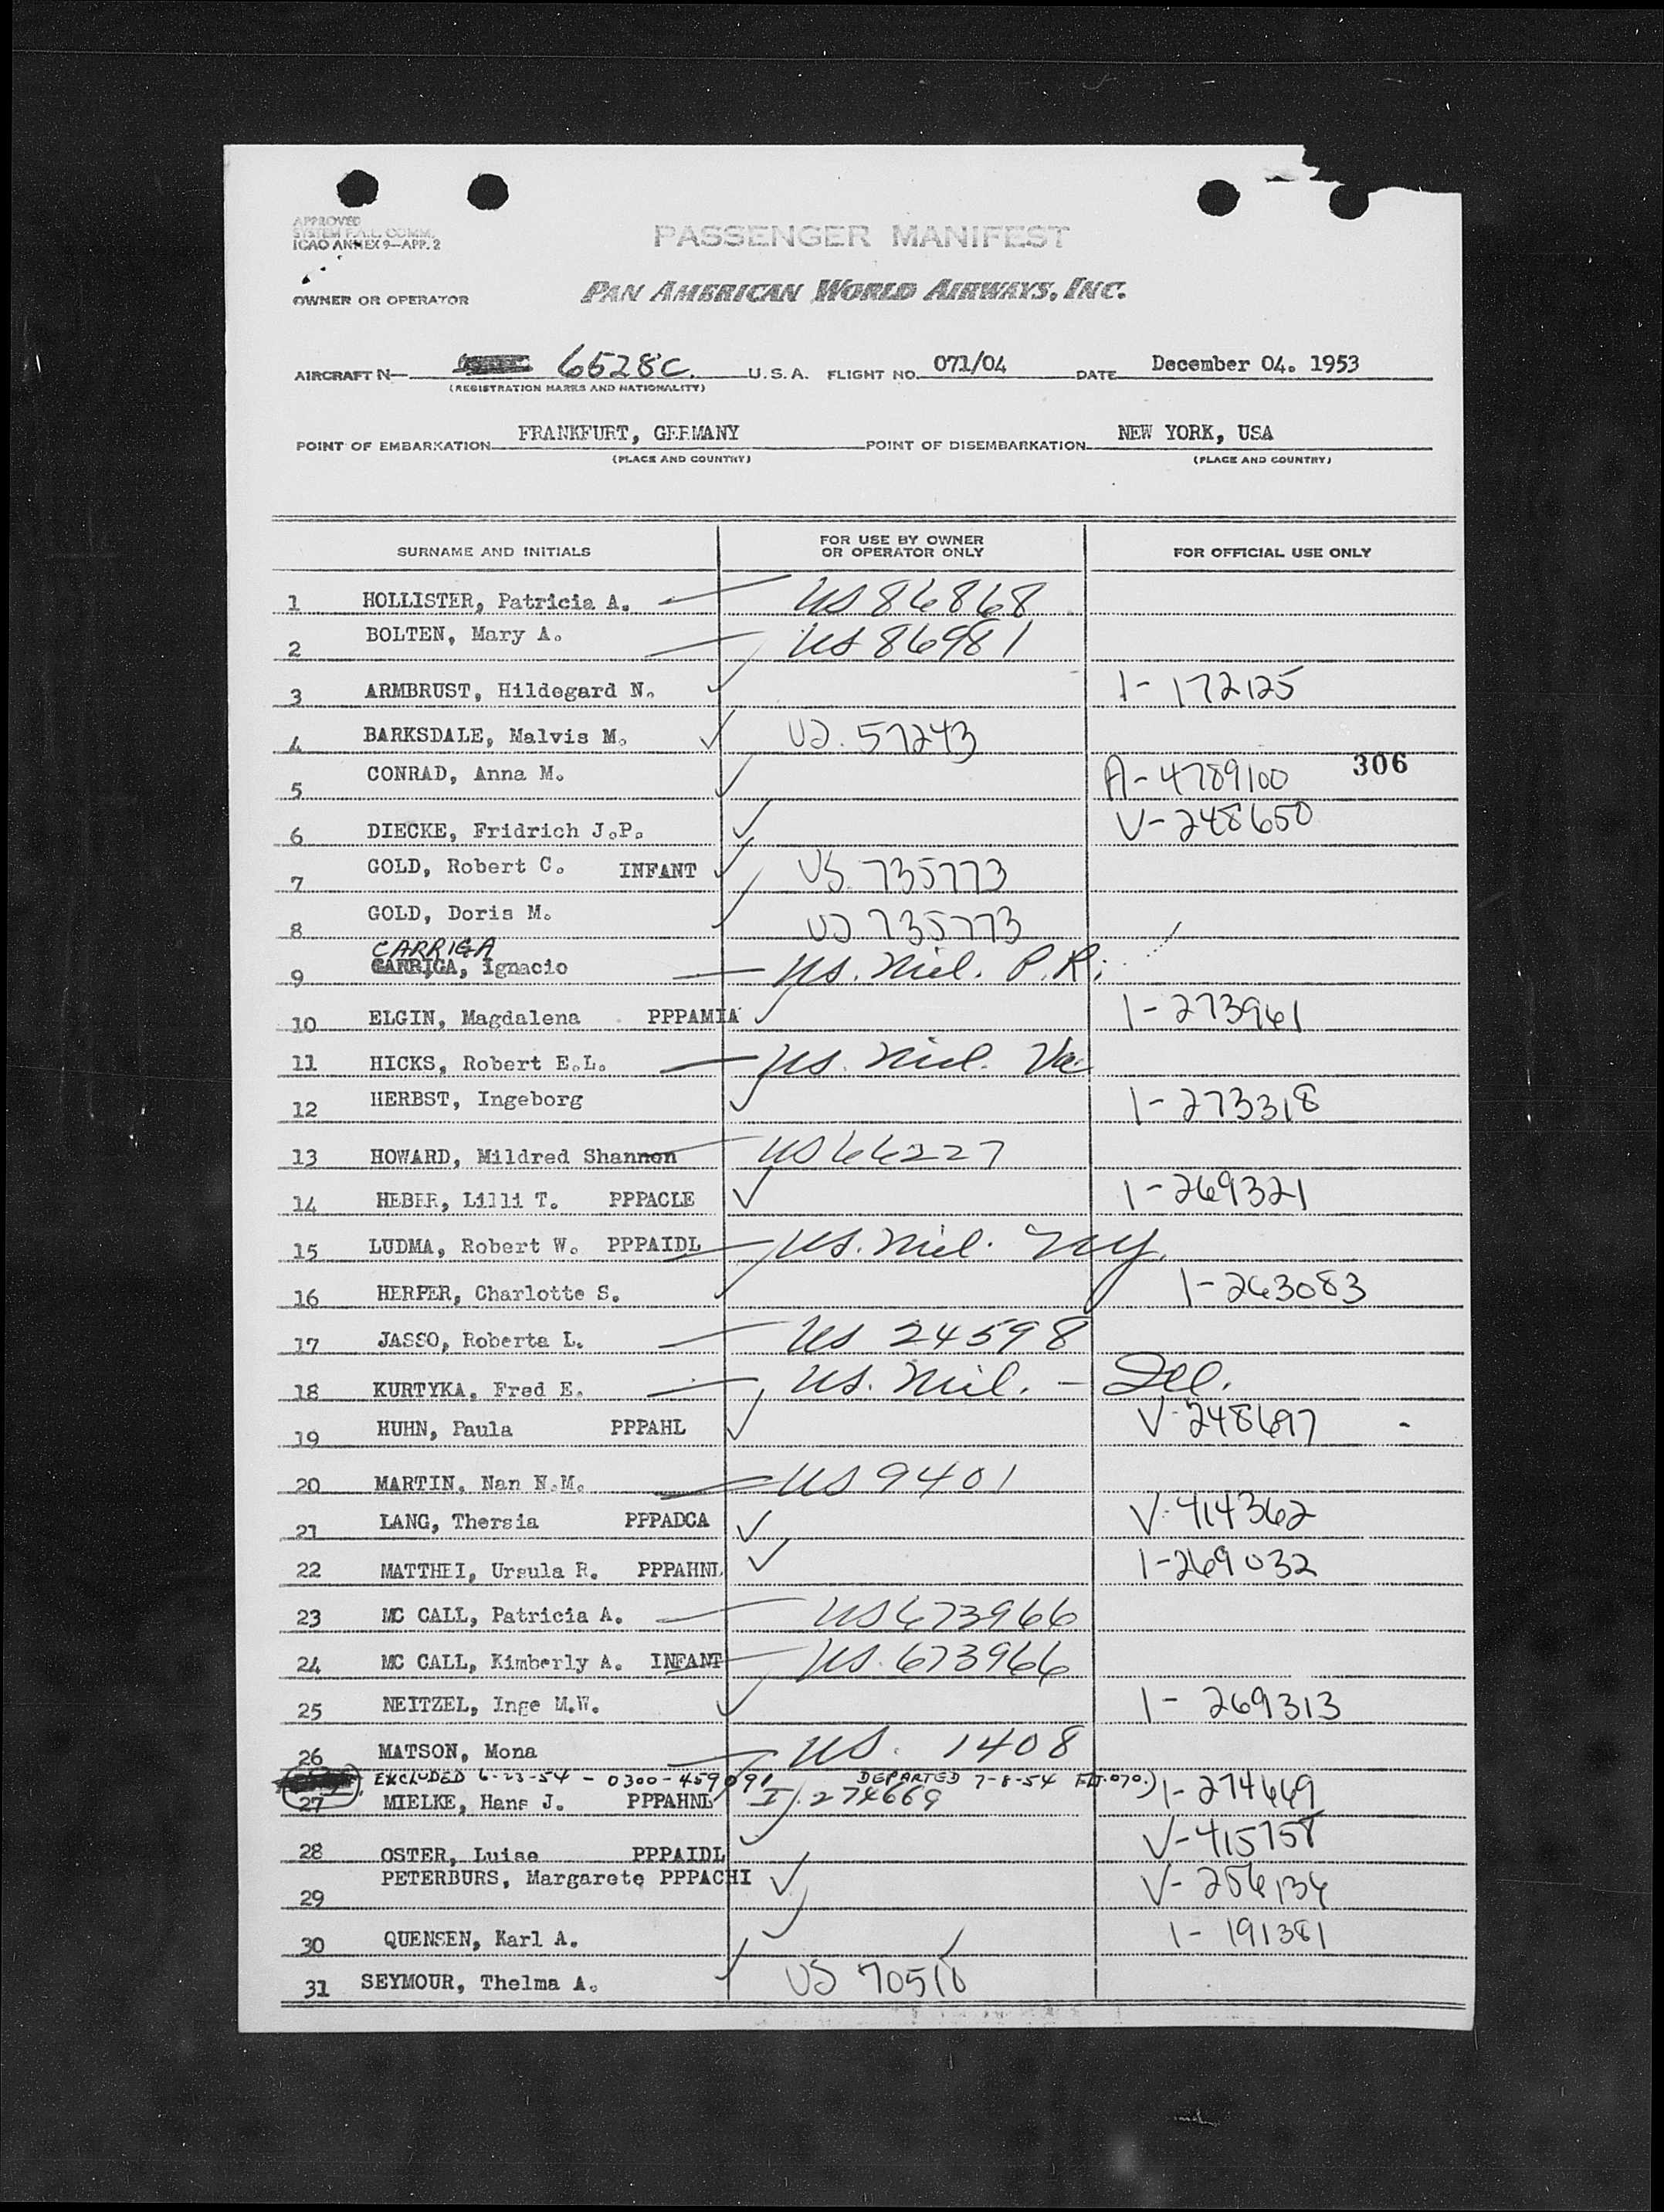 APPROVED
SYSTEM F.A.L. COMM.
ICAO ANNEX 9—APP. 2
PASSENGER MANIFEST
OWNER OR OPERATOR PAN AMERICAN WORLD AIRWAYS, INC.
AIRCRAFT N— 6528C U.S.A. FLIGHT NO. 071/04 DATE December 04. 1953
(REGISTRATION MARKS AND NATIONALITY)
POINT OF EMBARKATION FRANKFURT, GERMANY POINT OF DISEMBARKATION NEW YORK, USA
(PLACE AND COUNTRY) (PLACE AND COUNTRY)
SURNAME AND INITIALS FOR USE BY OWNER OR OPERATOR ONLY FOR OFFICIAL USE ONLY
1 HOLLISTER, Patricia A. US 86868
2 BOLTEN, Mary A. US 86981
3 ARMBRUST, Hildegard N. I- 172125
4 BARKSDALE, Malvis M. US. 57243
306
5 CONRAD, Anna M. A-4789100
6 DIECKE, Fridrich J.P. V-248650
7 GOLD, Robert C. INFANT US. 735773
8 GOLD, Doris M. US 735773
CARRIGA
9 GARRIGA, Ignacio US. Mil. P.R.
10 ELGIN, Magdalena PPPAMIA I-273961
11 HICKS, Robert E.L. US. Mil. Va
12 HERBST, Ingeborg I-273318
13 HOWARD, Mildred Shannon US 66227
14 HEBER, Lilli T. PPPACLE I-269321
15 LUDMA, Robert W. PPPAIDL US. Mil. NY.
16 HERPER, Charlotte S. I-263083
17 JASSO, Roberta L. US 24598
18 KURTYKA, Fred E. US. Mil. - Ill.
19 HUHN, Paula PPPAHL V-248697
20 MARTIN, Nan N.M. US 9401
21 LANG, Thersia PPPADCA V-414362
22 MATTHEI, Ursula R. PPPAHNL I-269032
23 MC CALL, Patricia A. US 673966
24 MC CALL, Kimberly A. INFANT US. 673966
25 NEITZEL, Inge M.W. I- 269313
26 MATSON, Mona US. 1408
EXCLUDED 6-23-54 - 0300-459091 DEPARTED 7-8-54 FLT.070.)
27 MIELKE, Hans J. PPPAHNL I. 274669 I- 274669
28 OSTER, Luise PPPAIDL V-415758
29 PETERBURS, Margarete PPPACHI V-256134
30 QUENSEN, Karl A. I- 191381
31 SEYMOUR, Thelma A. US 70510